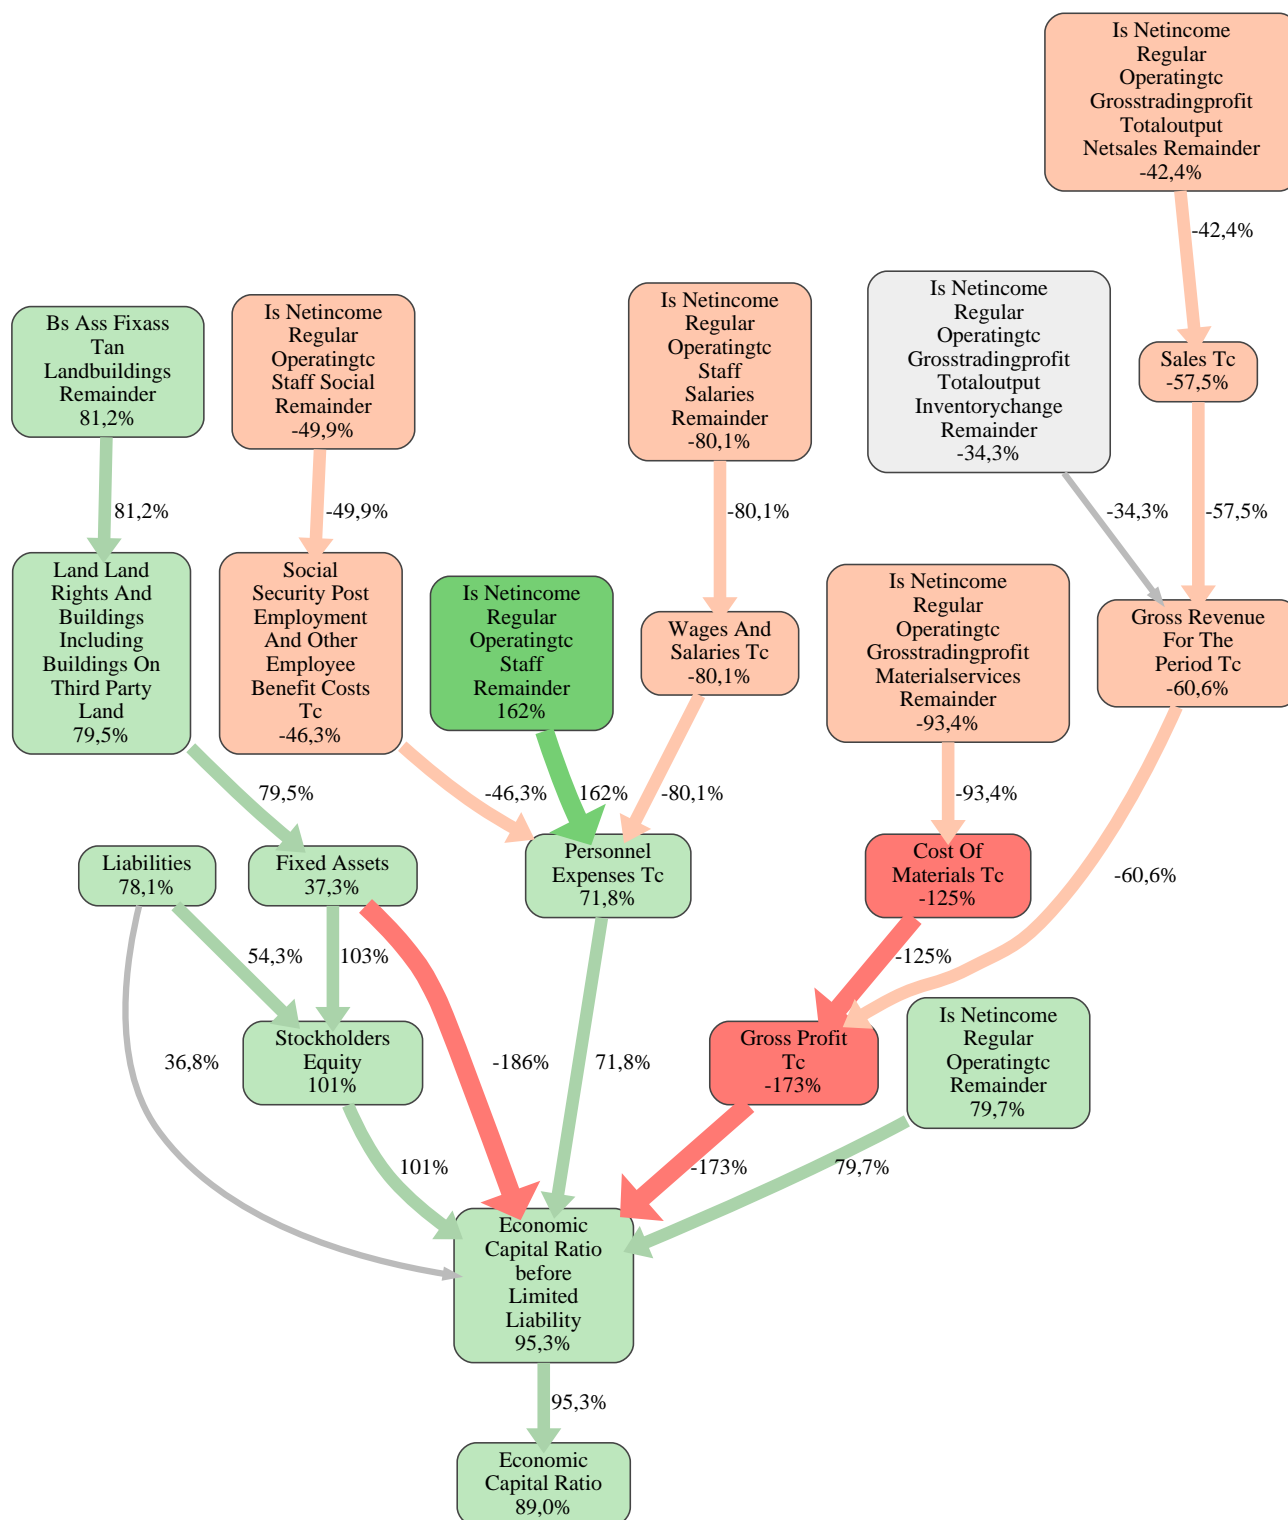 Is Netincome
Regular
Operatingtc
Grosstradingprofit
Totaloutput
Netsales Remainder
-42,4%
-42,4%
Bs Ass Fixass
Tan
Landbuildings
Remainder
81,2%
Is Netincome
Regular
Operatingtc
Staff Social
Remainder
-49,9%
Is Netincome
Regular
Operatingtc
Staff
Salaries
Remainder
-80,1%
Is Netincome
Regular
Operatingtc
Grosstradingprofit
Totaloutput
Inventorychange
Remainder
-34,3%
Sales Tc
-57,5%
81,2%
-49,9%
-80,1%
-34,3%
-57,5%
Land Land
Rights And
Buildings
Including
Buildings On
Third Party
Land
79,5%
Social
Security Post
Employment
And Other
Employee
Benefit Costs
Tc
-46,3%
Is Netincome
Regular
Operatingtc
Staff
Remainder
162%
Wages And
Salaries Tc
-80,1%
Is Netincome
Regular
Operatingtc
Grosstradingprofit
Materialservices
Remainder
-93,4%
Gross Revenue
For The
Period Tc
-60,6%
79,5%
-46,3%
162%
-80,1%
-93,4%
-60,6%
Liabilities
78,1%
Fixed Assets
37,3%
Personnel
Expenses Tc
71,8%
Cost Of
Materials Tc
-125%
54,3%
103%
-125%
Stockholders
Equity
101%
Gross Profit
Tc
-173%
Is Netincome
Regular
Operatingtc
Remainder
79,7%
36,8%
-186%
71,8%
101%
-173%
79,7%
Economic
Capital Ratio
before
Limited
Liability
95,3%
95,3%
Economic
Capital Ratio
89,0%